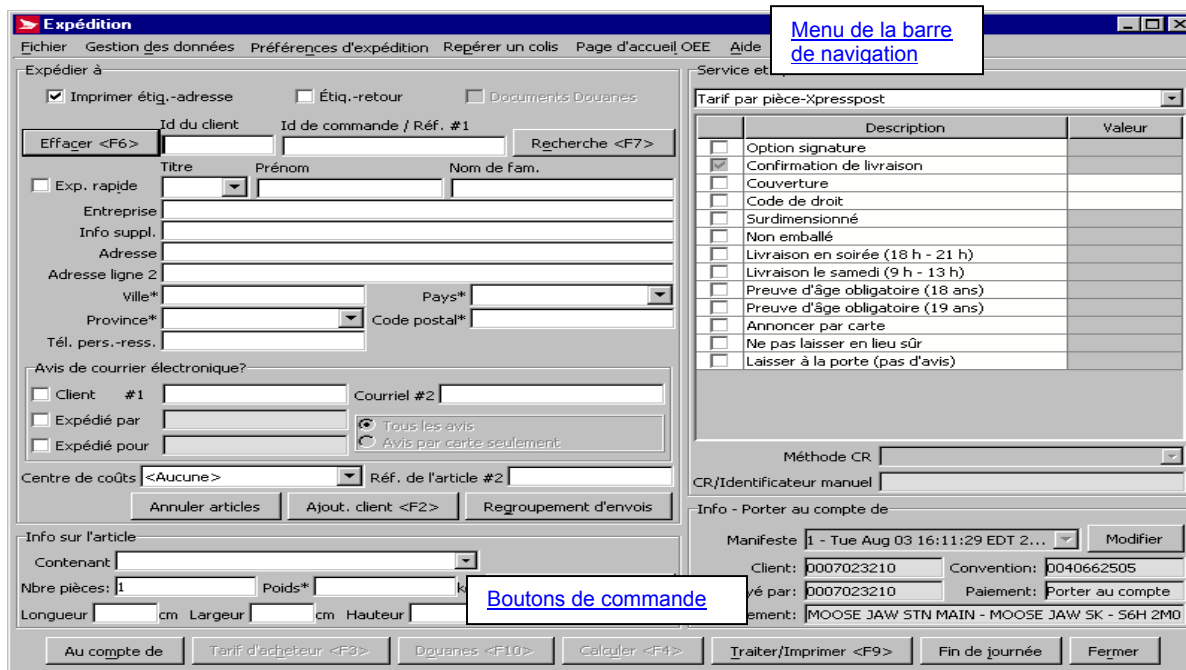 Expédition
Menu de la barre
de navigation
Fichier Gestion des données Préférences d'expédition Repérer un colis Page d'accueil OEE Aide
Expédier à
Imprimer étiq.-adresse Étiq.-retour Documents Douanes
Id du client Id de commande / Réf. #1
Effacer <F6> Recherche <F7>
Titre Prénom Nom de fam.
Exp. rapide
Entreprise
Info suppl.
Adresse
Adresse ligne 2
Ville* Pays*
Province* Code postal*
Tél. pers.-ress.
Avis de courrier électronique?
Client #1 Courriel #2
Expédié par
Tous les avis
Avis par carte seulement
Expédié pour
Centre de coûts <Aucune> Réf. de l'article #2
Annuler articles Ajout. client <F2> Regroupement d'envois
Info sur l'article
Contenant
Nbre pièces: 1 Poids*
Longueur cm Largeur cm Hauteur
Boutons de commande
Service et
Tarif par pièce-Xpresspost
Description Valeur
Option signature
Confirmation de livraison
Couverture
Code de droit
Surdimensionné
Non emballé
Livraison en soirée (18 h - 21 h)
Livraison le samedi (9 h - 13 h)
Preuve d'âge obligatoire (18 ans)
Preuve d'âge obligatoire (19 ans)
Annoncer par carte
Ne pas laisser en lieu sûr
Laisser à la porte (pas d'avis)
Méthode CR
CR/Identificateur manuel
Info - Porter au compte de
Manifeste 1 - Tue Aug 03 16:11:29 EDT 2... Modifier
Client: 0007023210 Convention: 0040662505
yé par: 0007023210 Paiement: Porter au compte
ement: MOOSE JAW STN MAIN - MOOSE JAW SK - S6H 2M0
Au compte de Tarif d'acheteur <F3> Douanes <F10> Calculer <F4> Traiter/Imprimer <F9> Fin de journée Fermer